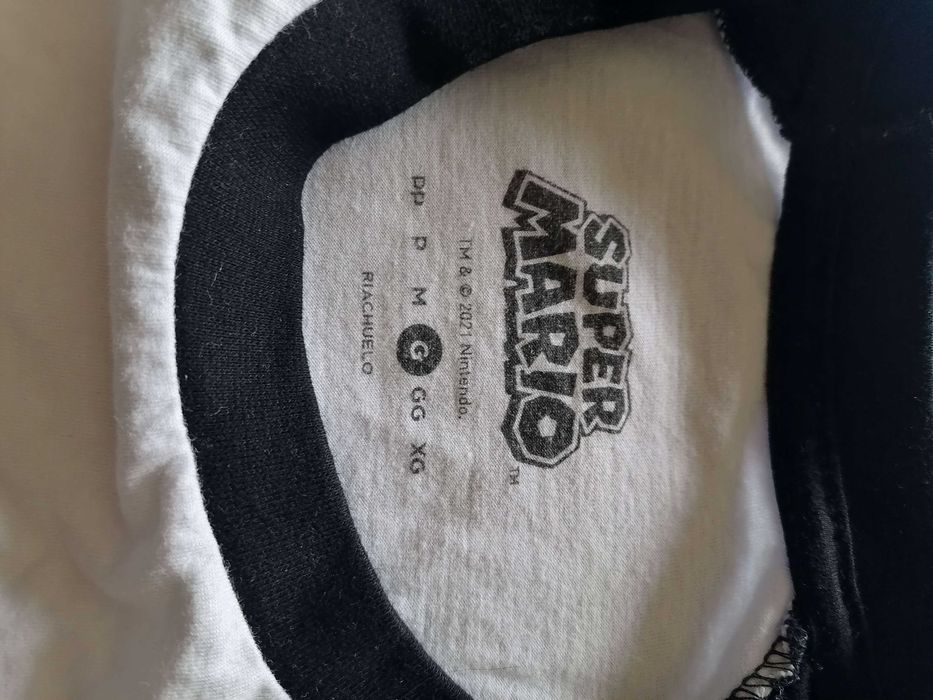 SUPER
MARIO
TM
TM & © 2021 Nintendo.
PP P M G GG XG
RIACHUELO